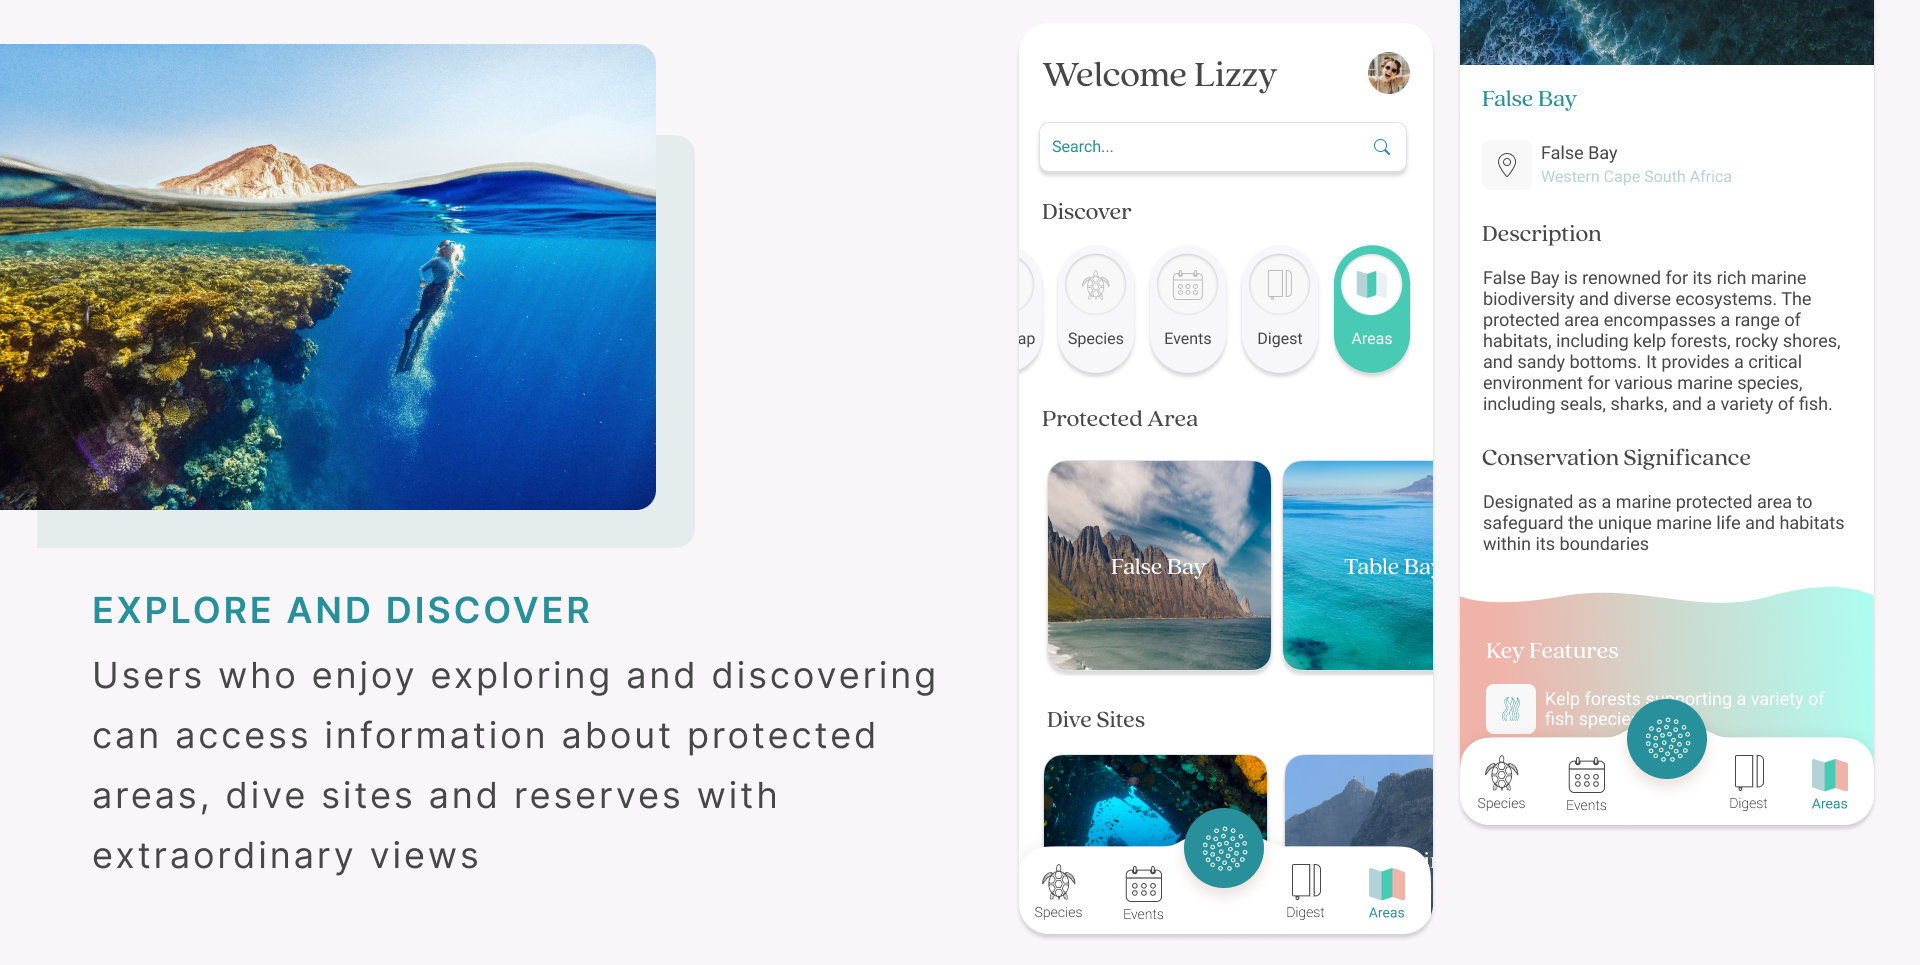 EXPLORE AND DISCOVER
Users who enjoy exploring and discovering
can access information about protected
areas, dive sites and reserves with
extraordinary views
Welcome Lizzy
Search...
Discover
ap
Species
Events
Digest
Areas
Protected Area
False Bay
Table Bay
Dive Sites
Species
Events
Digest
Areas
False Bay
False Bay
Western Cape South Africa
Description
False Bay is renowned for its rich marine
biodiversity and diverse ecosystems. The
protected area encompasses a range of
habitats, including kelp forests, rocky shores,
and sandy bottoms. It provides a critical
environment for various marine species,
including seals, sharks, and a variety of fish.
Conservation Significance
Designated as a marine protected area to
safeguard the unique marine life and habitats
within its boundaries
Key Features
Kelp forests supporting a variety of
fish specie
Species
Events
Digest
Areas